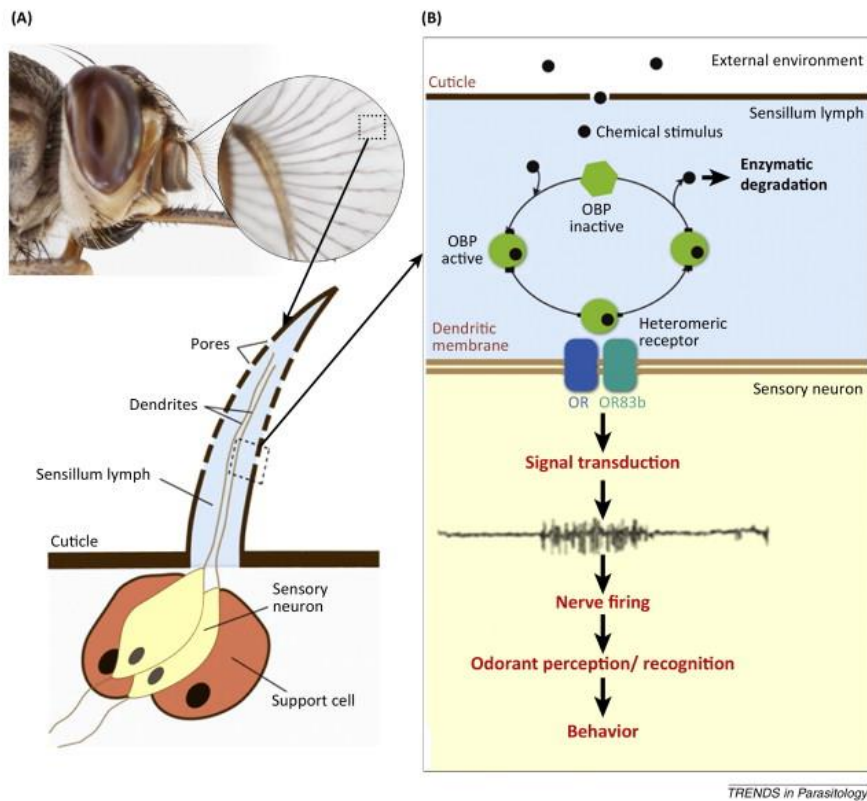 (A)
Pores
Dendrites
Sensillum lymph
Cuticle
Sensory
neuron
Support cell
(B)
External environment
Cuticle
Sensillum lymph
Chemical stimulus
Enzymatic
degradation
OBP
inactive
OBP
active
Heteromeric
receptor
Dendritic
membrane
OR
OR83b
Sensory neuron
Signal transduction
Nerve firing
Odorant perception/ recognition
Behavior
TRENDS in Parasitology